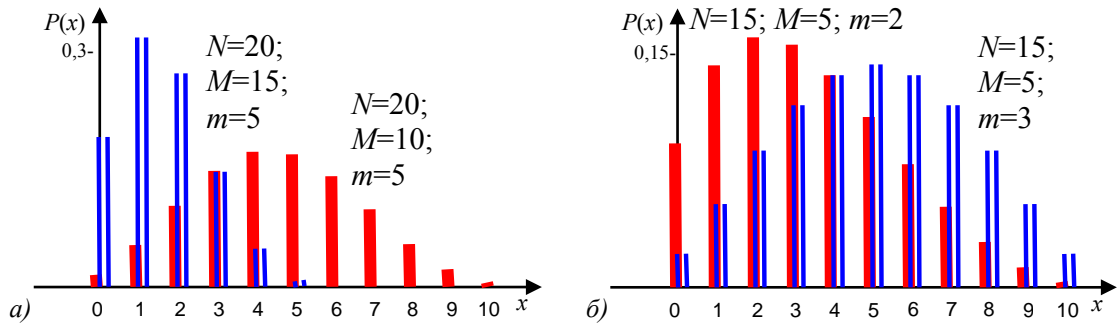 P(x)
0,3-
N=20;
M=15;
m=5
N=20;
M=10;
m=5
0 1 2 3 4 5 6 7 8 9 10 x
а)
P(x)
0,15-
N=15; M=5; m=2
N=15;
M=5;
m=3
0 1 2 3 4 5 6 7 8 9 10 x
б)